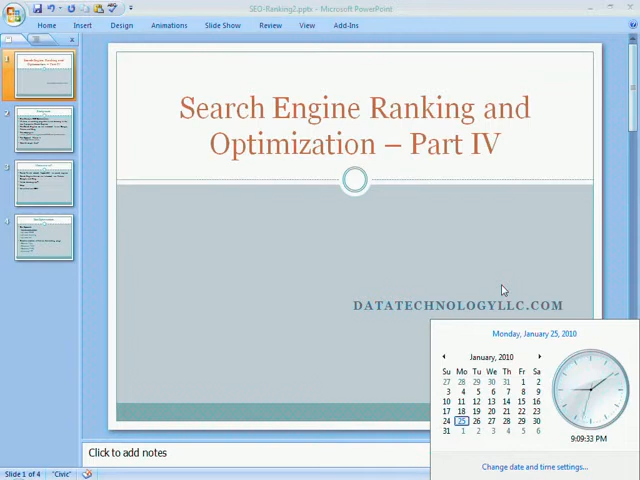 SEO-Ranking2.pptx - Microsoft PowerPoint
Home Insert Design Animations Slide Show Review View Add-Ins
1
2
3
4
Search Engine Ranking and
Optimization – Part IV
DATATECHNOLOGYLLC.COM
Monday, January 25, 2010
January, 2010
Su Mo Tu We Th Fr Sa
27 28 29 30 31 1 2
3 4 5 6 7 8 9
10 11 12 13 14 15 16
17 18 19 20 21 22 23
24 25 26 27 28 29 30
31 1 2 3 4 5 6
9:09:33 PM
Change date and time settings...
Click to add notes
Slide 1 of 4 "Civic"